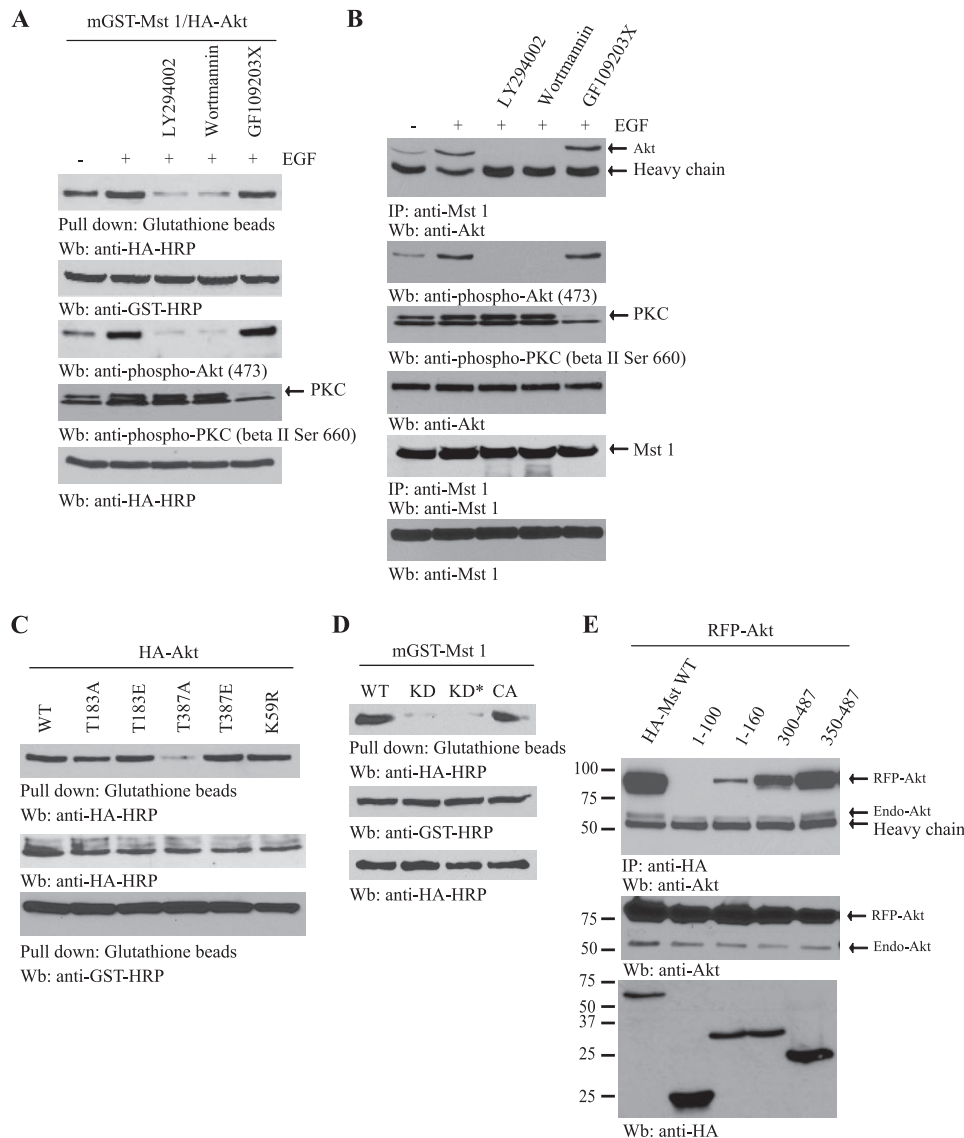 A
mGST-Mst 1/HA-Akt
LY294002
Wortmannin
GF109203X
- + + + + EGF
Pull down: Glutathione beads
Wb: anti-HA-HRP
Wb: anti-GST-HRP
Wb: anti-phospho-Akt (473)
PKC
Wb: anti-phospho-PKC (beta II Ser 660)
Wb: anti-HA-HRP
B
LY294002
Wortmannin
GF109203X
- + + + + EGF
Akt
Heavy chain
IP: anti-Mst 1
Wb: anti-Akt
Wb: anti-phospho-Akt (473)
PKC
Wb: anti-phospho-PKC (beta II Ser 660)
Wb: anti-Akt
Mst 1
IP: anti-Mst 1
Wb: anti-Mst 1
Wb: anti-Mst 1
C
HA-Akt
WT
T183A
T183E
T387A
T387E
K59R
Pull down: Glutathione beads
Wb: anti-HA-HRP
Wb: anti-HA-HRP
Pull down: Glutathione beads
Wb: anti-GST-HRP
D
mGST-Mst 1
WT KD KD* CA
Pull down: Glutathione beads
Wb: anti-HA-HRP
Wb: anti-GST-HRP
Wb: anti-HA-HRP
E
RFP-Akt
HA-Mst WT
1-100
1-160
300-487
350-487
100
75
50
RFP-Akt
Endo-Akt
Heavy chain
IP: anti-HA
Wb: anti-Akt
75
50
RFP-Akt
Endo-Akt
Wb: anti-Akt
75
50
37
25
25
Wb: anti-HA